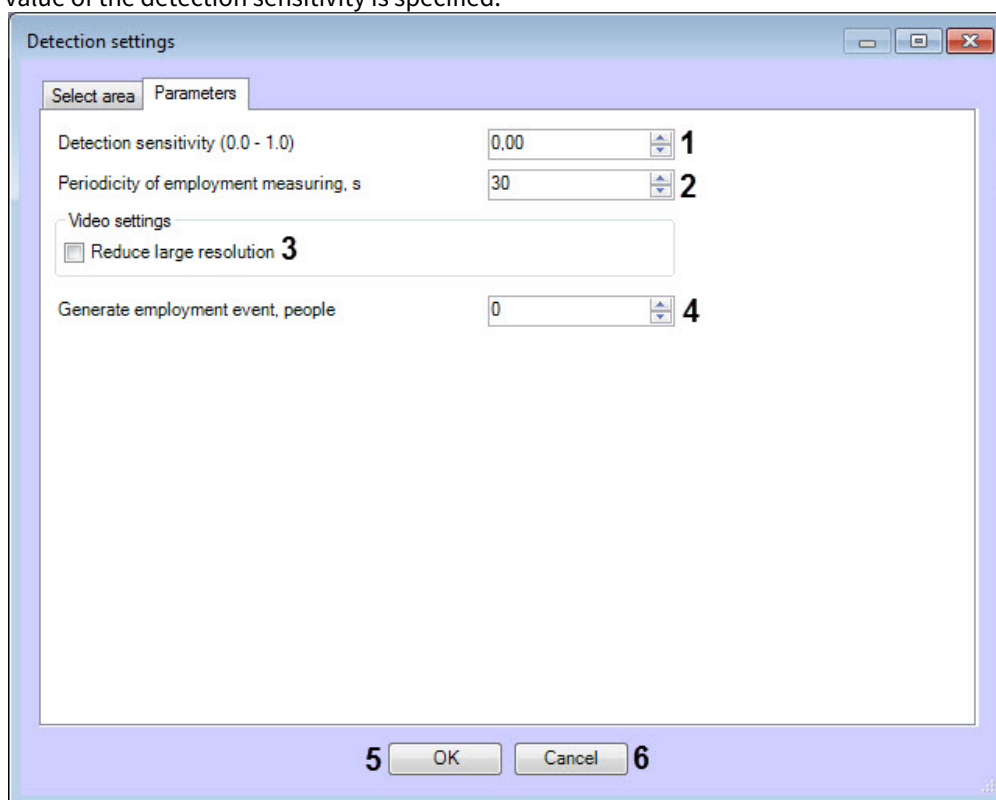 value of the detection sensitivity is specified.
Detection settings
Select area Parameters
Detection sensitivity (0.0 - 1.0) 0,00 1
Periodicity of employment measuring, s 30 2
Video settings
Reduce large resolution 3
Generate employment event, people 0 4
5 OK Cancel 6